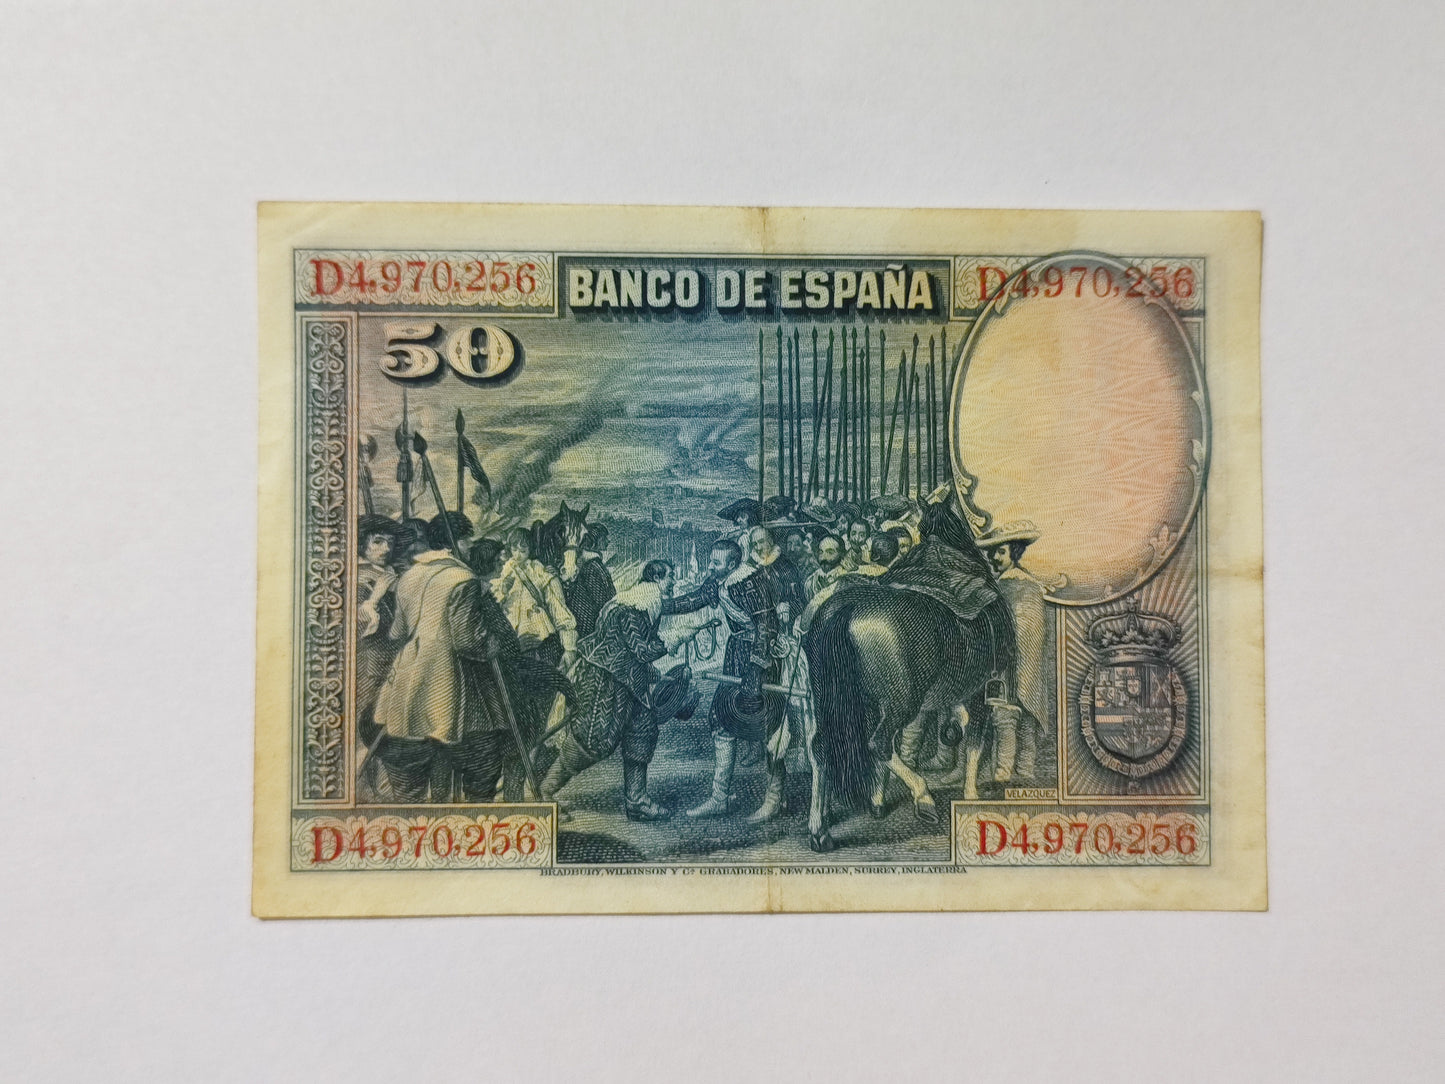 D4,970,256 BANCO DE ESPAÑA D4,970,256
50
VELAZQUEZ
D4,970,256 D4,970,256
BRADBURY, WILKINSON Y Cª GRABADORES, NEW MALDEN, SURREY, INGLATERRA